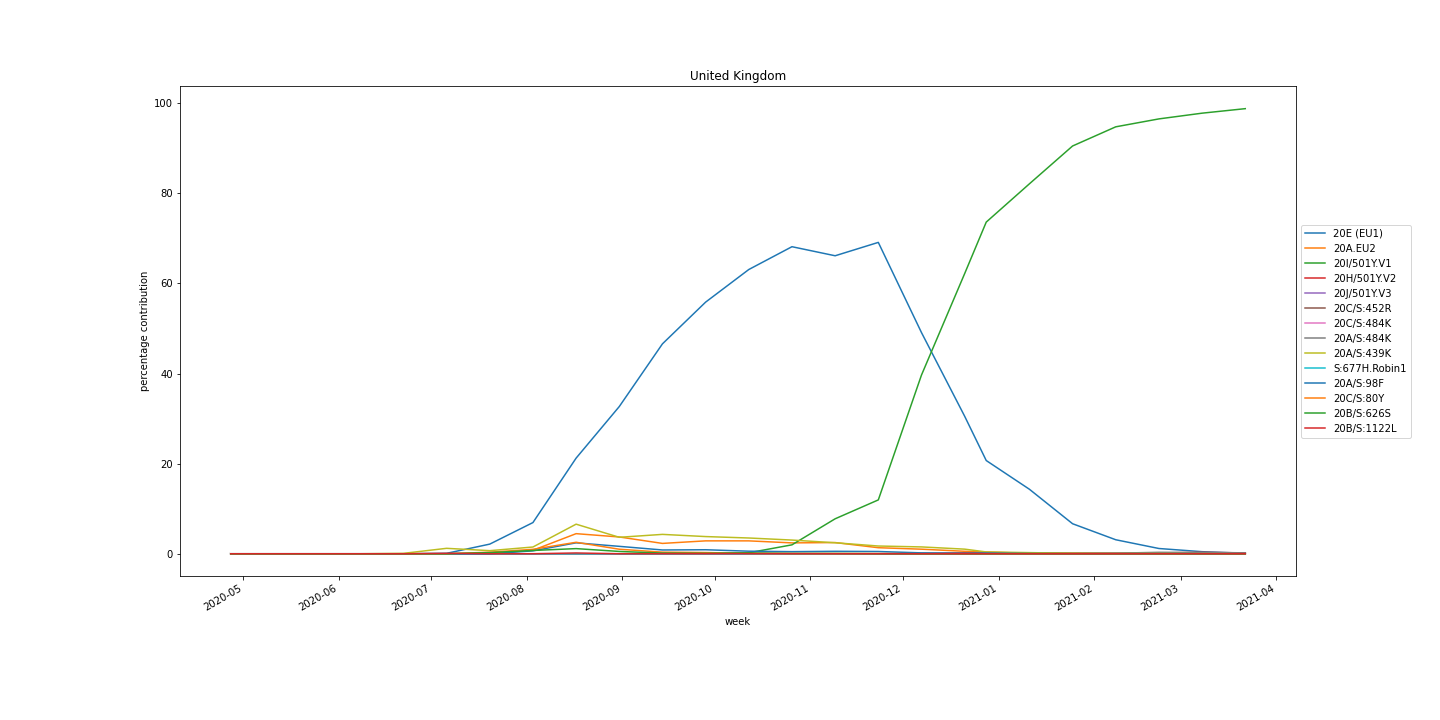 United Kingdom
100
80
60
40
20
0
percentage contribution
2020-05
2020-06
2020-07
2020-08
2020-09
2020-10
2020-11
2020-12
2021-01
2021-02
2021-03
2021-04
week
20E (EU1)
20A.EU2
20I/501Y.V1
20H/501Y.V2
20J/501Y.V3
20C/S:452R
20C/S:484K
20A/S:484K
20A/S:439K
S:677H.Robin1
20A/S:98F
20C/S:80Y
20B/S:626S
20B/S:1122L